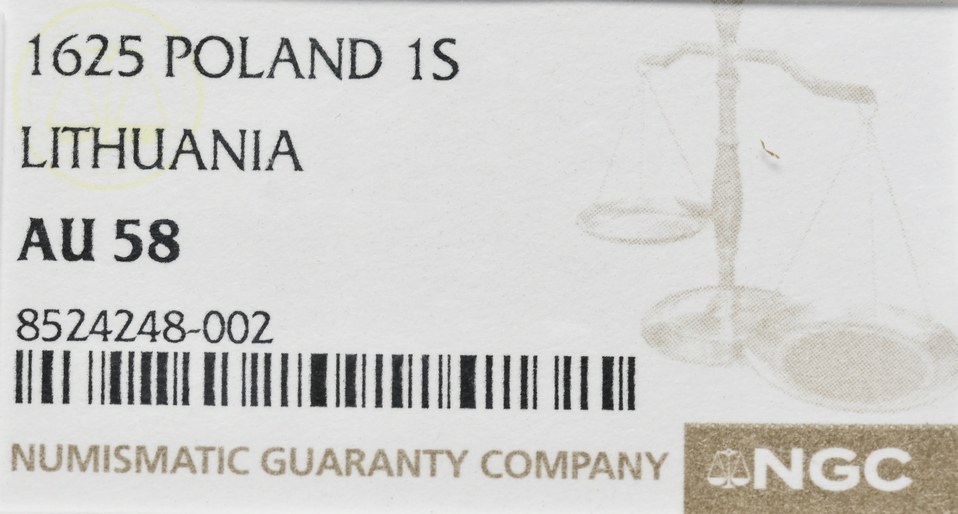 1625 POLAND 1S
LITHUANIA
AU 58
8524248-002
NUMISMATIC GUARANTY COMPANY
NGC